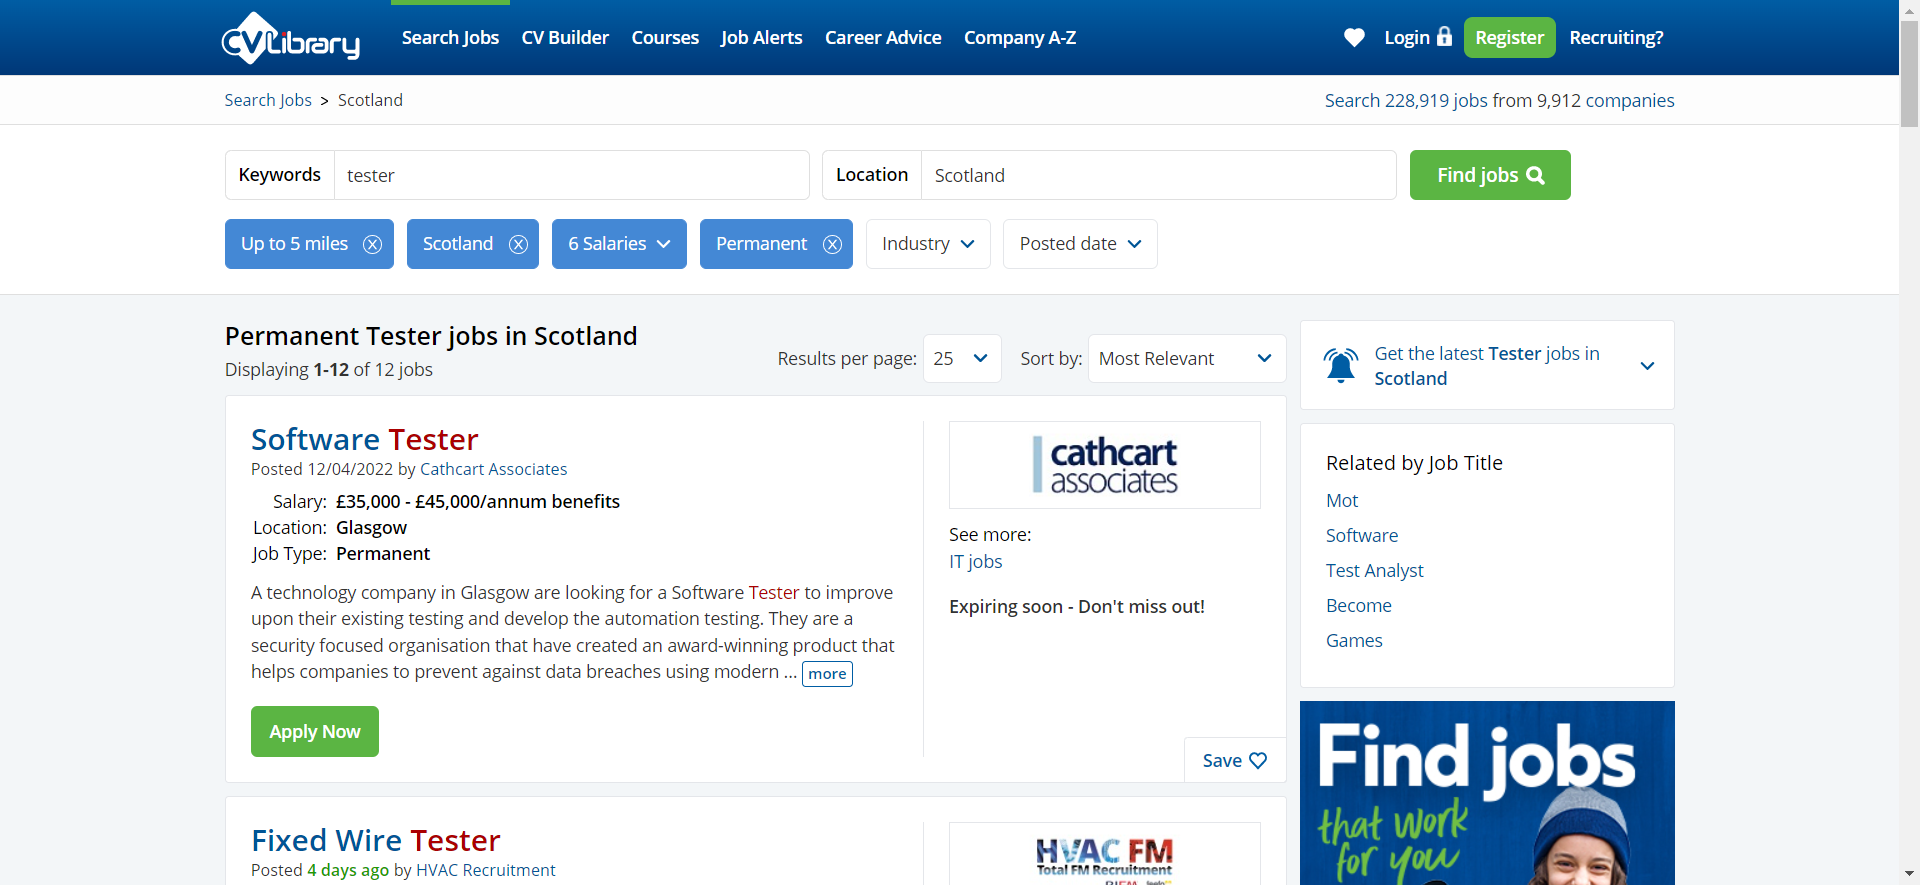 CVLibrary
Search Jobs
CV Builder
Courses
Job Alerts
Career Advice
Company A-Z
Login
Register
Recruiting?
Search Jobs > Scotland
Search 228,919 jobs from 9,912 companies
Keywords
tester
Location
Scotland
Find jobs
Up to 5 miles
Scotland
6 Salaries
Permanent
Industry
Posted date
Permanent Tester jobs in Scotland
Displaying 1-12 of 12 jobs
Results per page:
25
Sort by:
Most Relevant
Software Tester
Posted 12/04/2022 by Cathcart Associates
Salary: £35,000 - £45,000/annum benefits
Location: Glasgow
Job Type: Permanent
A technology company in Glasgow are looking for a Software Tester to improve
upon their existing testing and develop the automation testing. They are a
security focused organisation that have created an award-winning product that
helps companies to prevent against data breaches using modern ... more
Apply Now
cathcart
associates
See more:
IT jobs
Expiring soon - Don't miss out!
Save
Fixed Wire Tester
Posted 4 days ago by HVAC Recruitment
HVAC FM
Total FM Recruitment
Get the latest Tester jobs in
Scotland
Related by Job Title
Mot
Software
Test Analyst
Become
Games
Find jobs
that work
for you